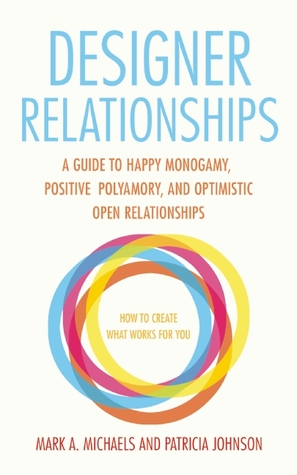 DESIGNER
RELATIONSHIPS
A GUIDE TO HAPPY MONOGAMY,
POSITIVE POLYAMORY, AND OPTIMISTIC
OPEN RELATIONSHIPS
HOW TO CREATE
WHAT WORKS FOR YOU
MARK A. MICHAELS AND PATRICIA JOHNSON